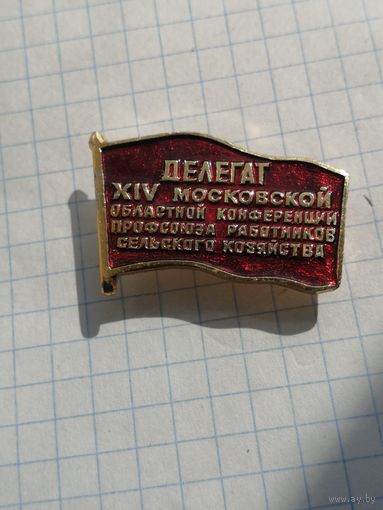 ДЕЛЕГАТ
XIV МОСКОВСКОЙ
ОБЛАСТНОЙ КОНФЕРЕНЦИИ
ПРОФСОЮЗА РАБОТНИКОВ
СЕЛЬСКОГО ХОЗЯЙСТВА
www.ay.by